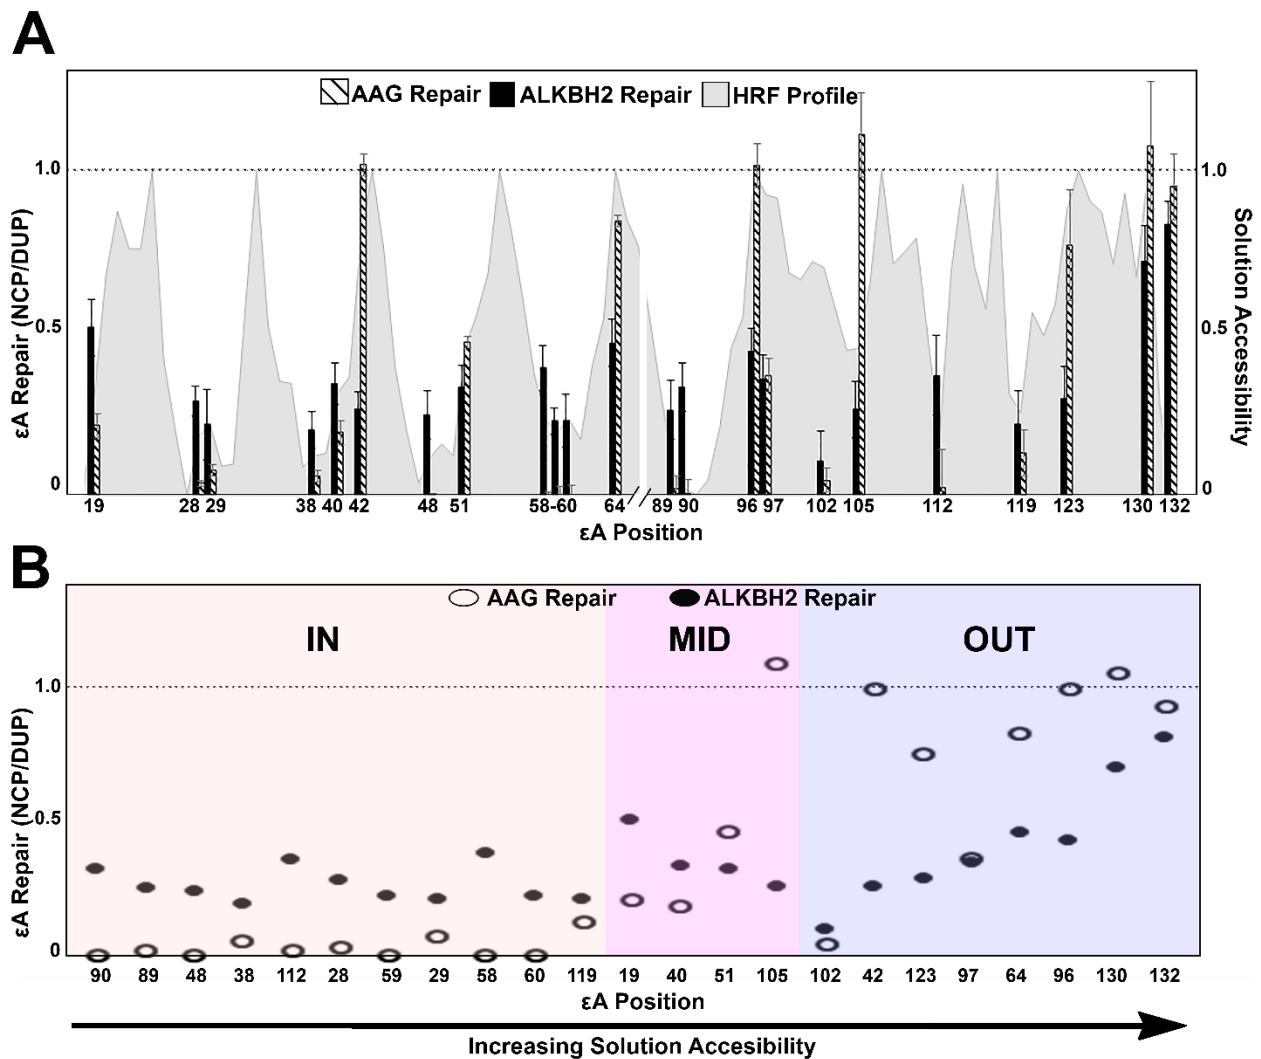 A
AAG Repair ALKBH2 Repair HRF Profile
εA Repair (NCP/DUP)
1.0
0.5
0
1.0
0.5
0
Solution Accessibility
19 28 29 38 40 42 48 51 58-60 64 89 90 96 97 102 105 112 119 123 130 132
εA Position
B
AAG Repair ALKBH2 Repair
IN MID OUT
εA Repair (NCP/DUP)
1.0
0.5
0
90 89 48 38 112 28 59 29 58 60 119 19 40 51 105 102 42 123 97 64 96 130 132
εA Position
Increasing Solution Accesibility